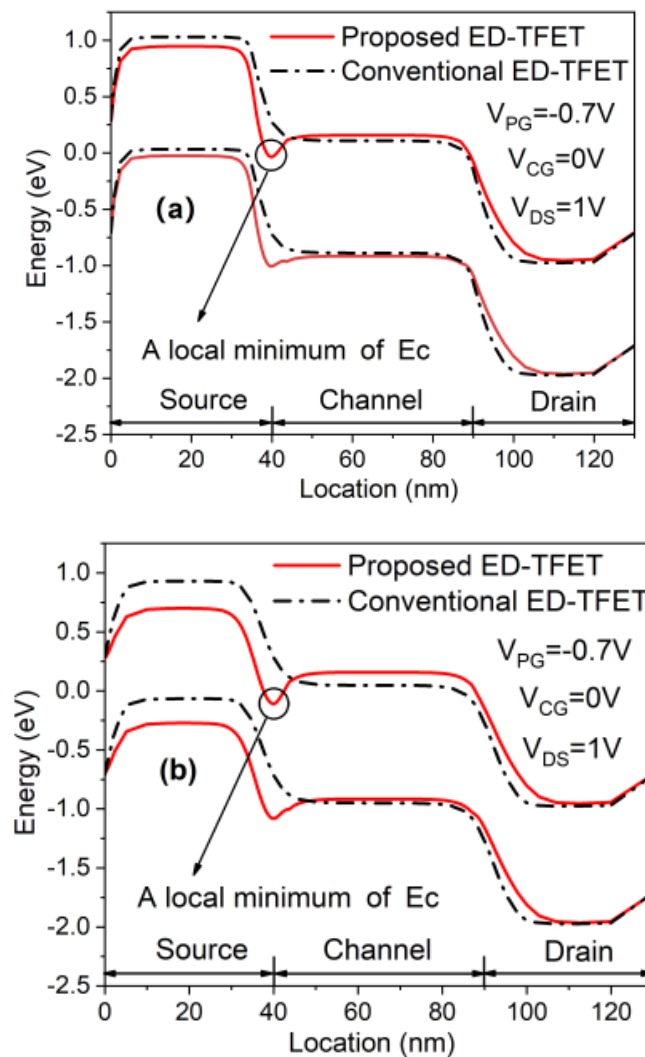 1.0
0.5
0.0
-0.5
-1.0
-1.5
-2.0
-2.5
Energy (eV)
Proposed ED-TFET
Conventional ED-TFET
V_PG=-0.7V
V_CG=0V
V_DS=1V
(a)
A local minimum of Ec
Source Channel Drain
0 20 40 60 80 100 120
Location (nm)
1.0
0.5
0.0
-0.5
-1.0
-1.5
-2.0
-2.5
Energy (eV)
Proposed ED-TFET
Conventional ED-TFET
V_PG=-0.7V
V_CG=0V
V_DS=1V
(b)
A local minimum of Ec
Source Channel Drain
0 20 40 60 80 100 120
Location (nm)